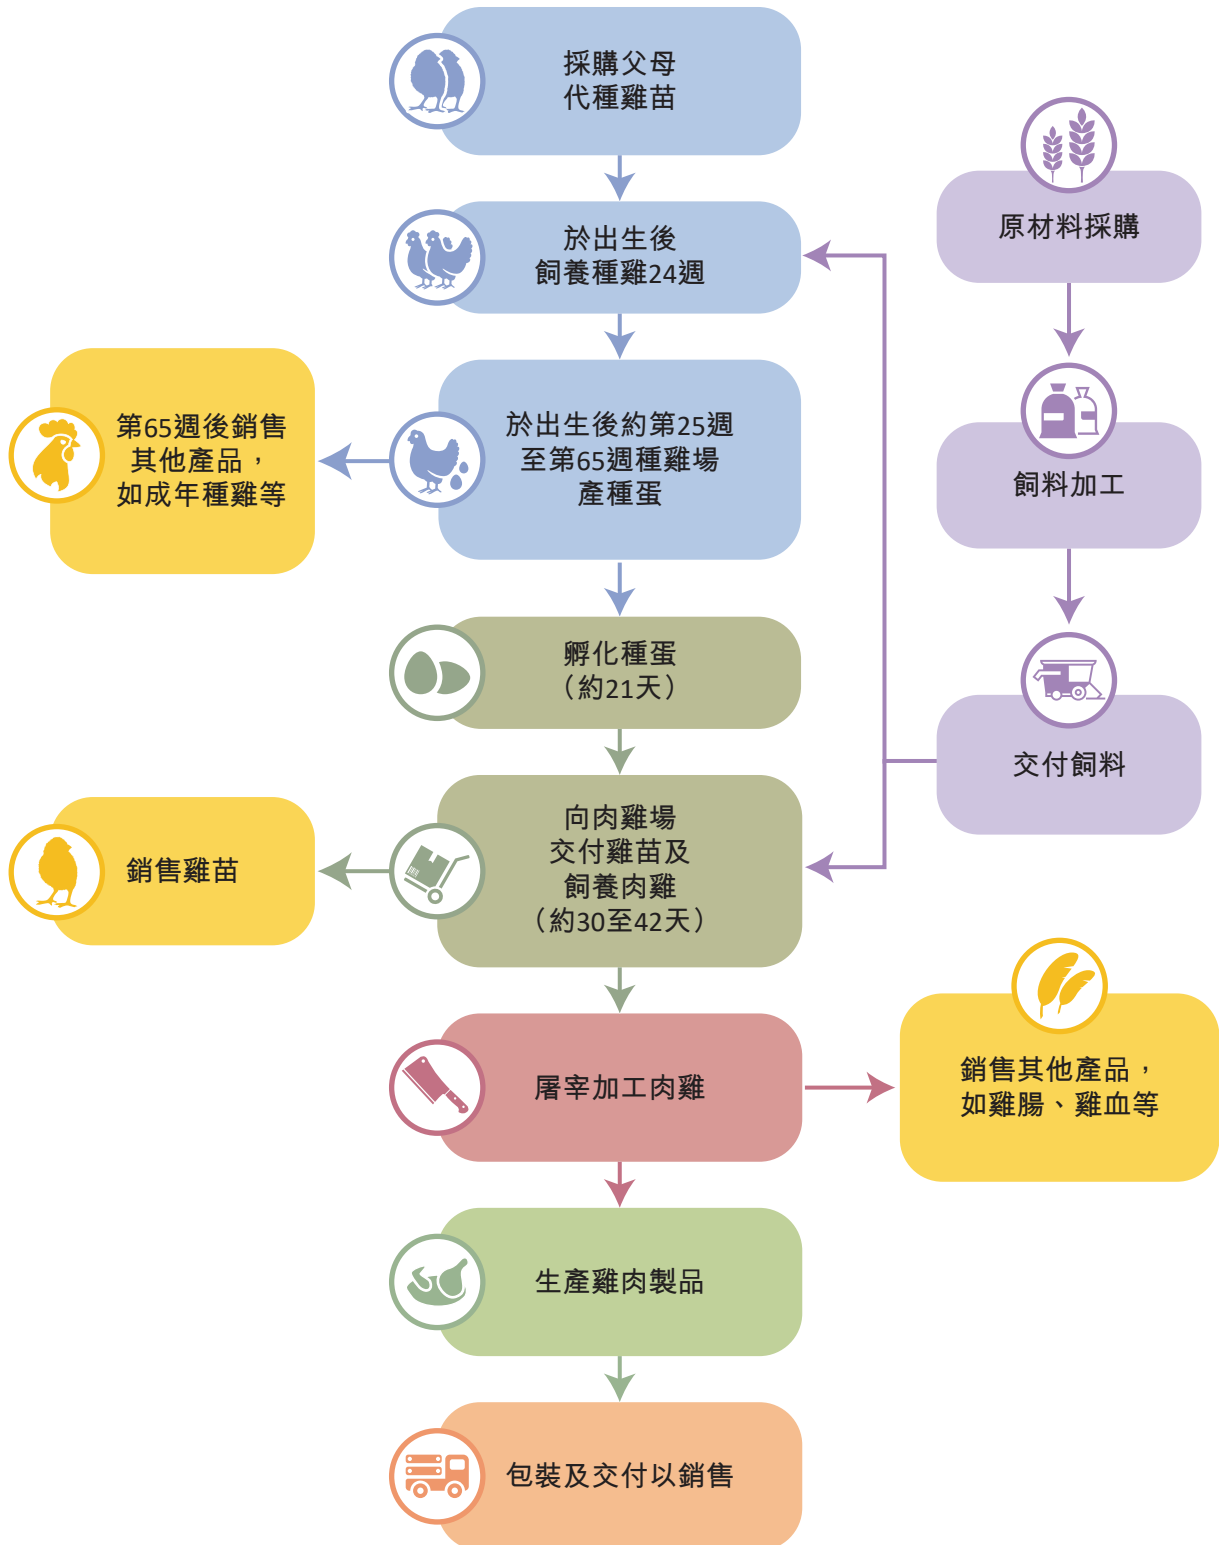 採購父母
代種雞苗
原材料採購
於出生後
飼養種雞24週
第65週後銷售
其他產品，
如成年種雞等
於出生後約第25週
至第65週種雞場
產種蛋
飼料加工
孵化種蛋
（約21天）
交付飼料
銷售雞苗
向肉雞場
交付雞苗及
飼養肉雞
（約30至42天）
屠宰加工肉雞
銷售其他產品，
如雞腸、雞血等
生產雞肉製品
包裝及交付以銷售